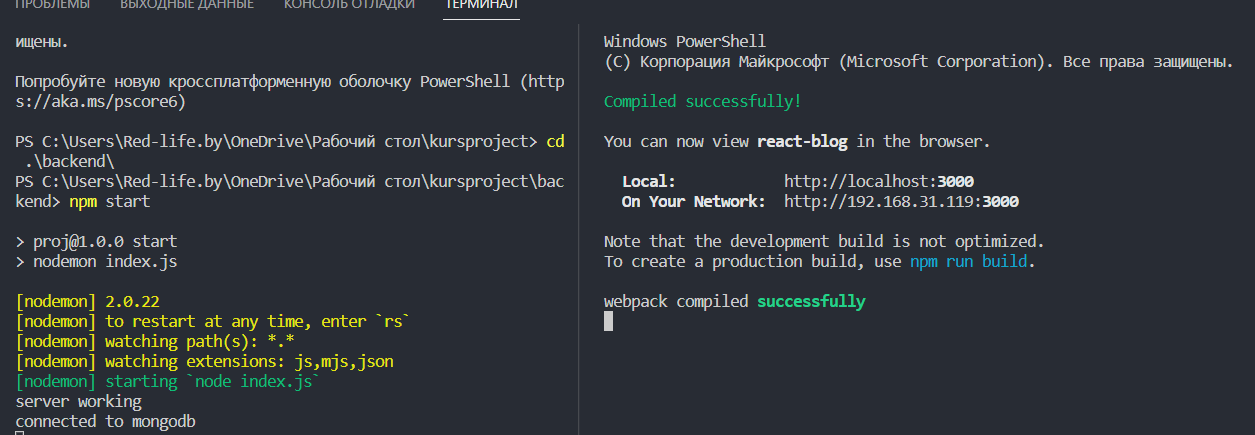 ПРОБЛЕМЫ ВЫХОДНЫЕ ДАННЫЕ КОНСОЛЬ ОТЛАДКИ ТЕРМИНАЛ
ищены.
Попробуйте новую кроссплатформенную оболочку PowerShell (http
s://aka.ms/pscore6)
PS C:\Users\Red-life.by\OneDrive\Рабочий стол\kursproject> cd
.\backend\
PS C:\Users\Red-life.by\OneDrive\Рабочий стол\kursproject\bac
kend> npm start
> proj@1.0.0 start
> nodemon index.js
[nodemon] 2.0.22
[nodemon] to restart at any time, enter `rs`
[nodemon] watching path(s): *.*
[nodemon] watching extensions: js,mjs,json
[nodemon] starting `node index.js`
server working
connected to mongodb
Windows PowerShell
(C) Корпорация Майкрософт (Microsoft Corporation). Все права защищены.
Compiled successfully!
You can now view react-blog in the browser.
Local: http://localhost:3000
On Your Network: http://192.168.31.119:3000
Note that the development build is not optimized.
To create a production build, use npm run build.
webpack compiled successfully